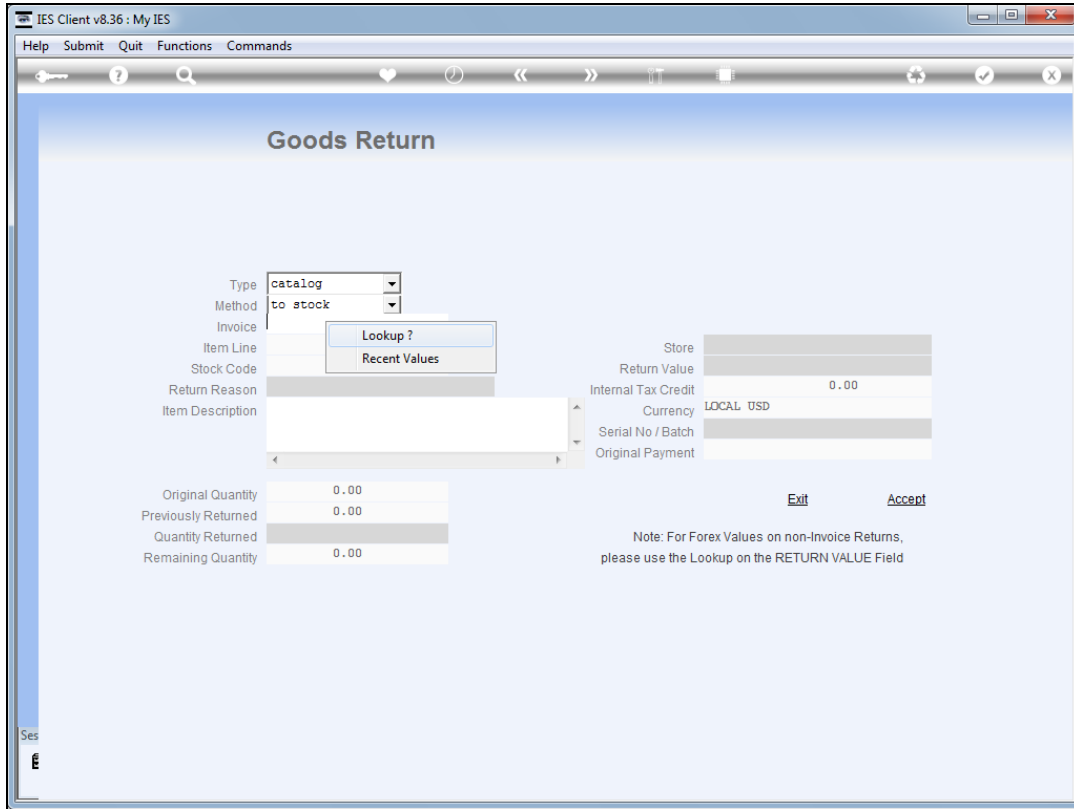 IES Client v8.36 : My IES
Help Submit Quit Functions Commands
Goods Return
Type catalog
Method to stock
Invoice
Lookup ?
Recent Values
Item Line
Stock Code
Return Reason
Item Description
Store
Return Value
Internal Tax Credit 0.00
Currency LOCAL USD
Serial No / Batch
Original Payment
Original Quantity 0.00
Previously Returned 0.00
Quantity Returned
Remaining Quantity 0.00
Exit Accept
Note: For Forex Values on non-Invoice Returns,
please use the Lookup on the RETURN VALUE Field
Ses